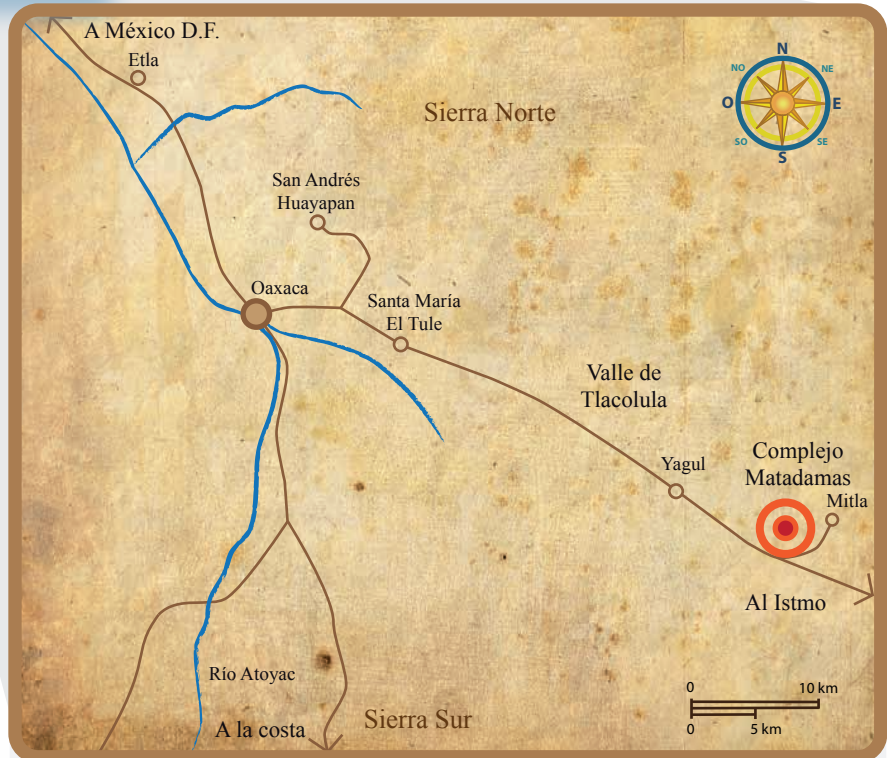 A México D.F.
Etla
N
NO
NE
O
E
SO
SE
S
Sierra Norte
San Andrés
Huayapan
Oaxaca
Santa María
El Tule
Valle de
Tlacolula
Yagul
Complejo
Matadamas
Mitla
Al Istmo
Río Atoyac
A la costa
Sierra Sur
0
10 km
0
5 km